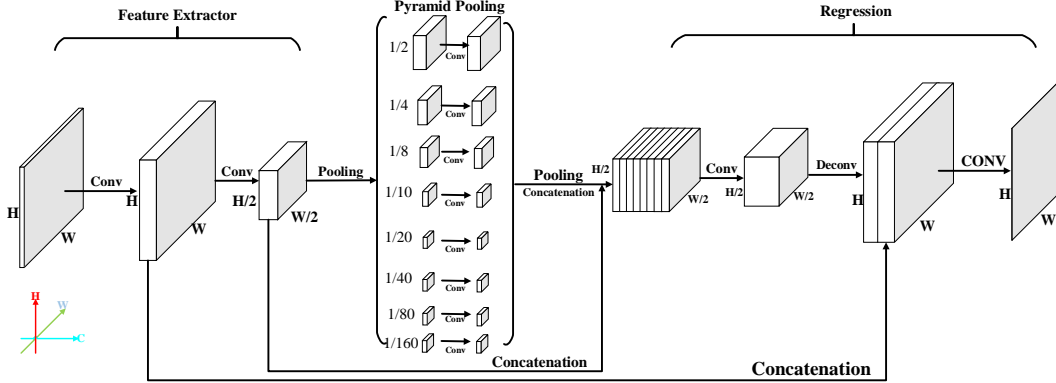 Feature Extractor
Pyramid Pooling
Regression
1/2
Conv
1/4
Conv
1/8
Conv
1/10
Conv
1/20
Conv
1/40
Conv
1/80
Conv
1/160
Conv
H
W
Conv
H
W
Conv
H/2
W/2
Pooling
Pooling
Concatenation
H/2
W/2
Conv
H/2
W/2
Deconv
H
W
CONV
H
W
H
W
C
Concatenation
Concatenation